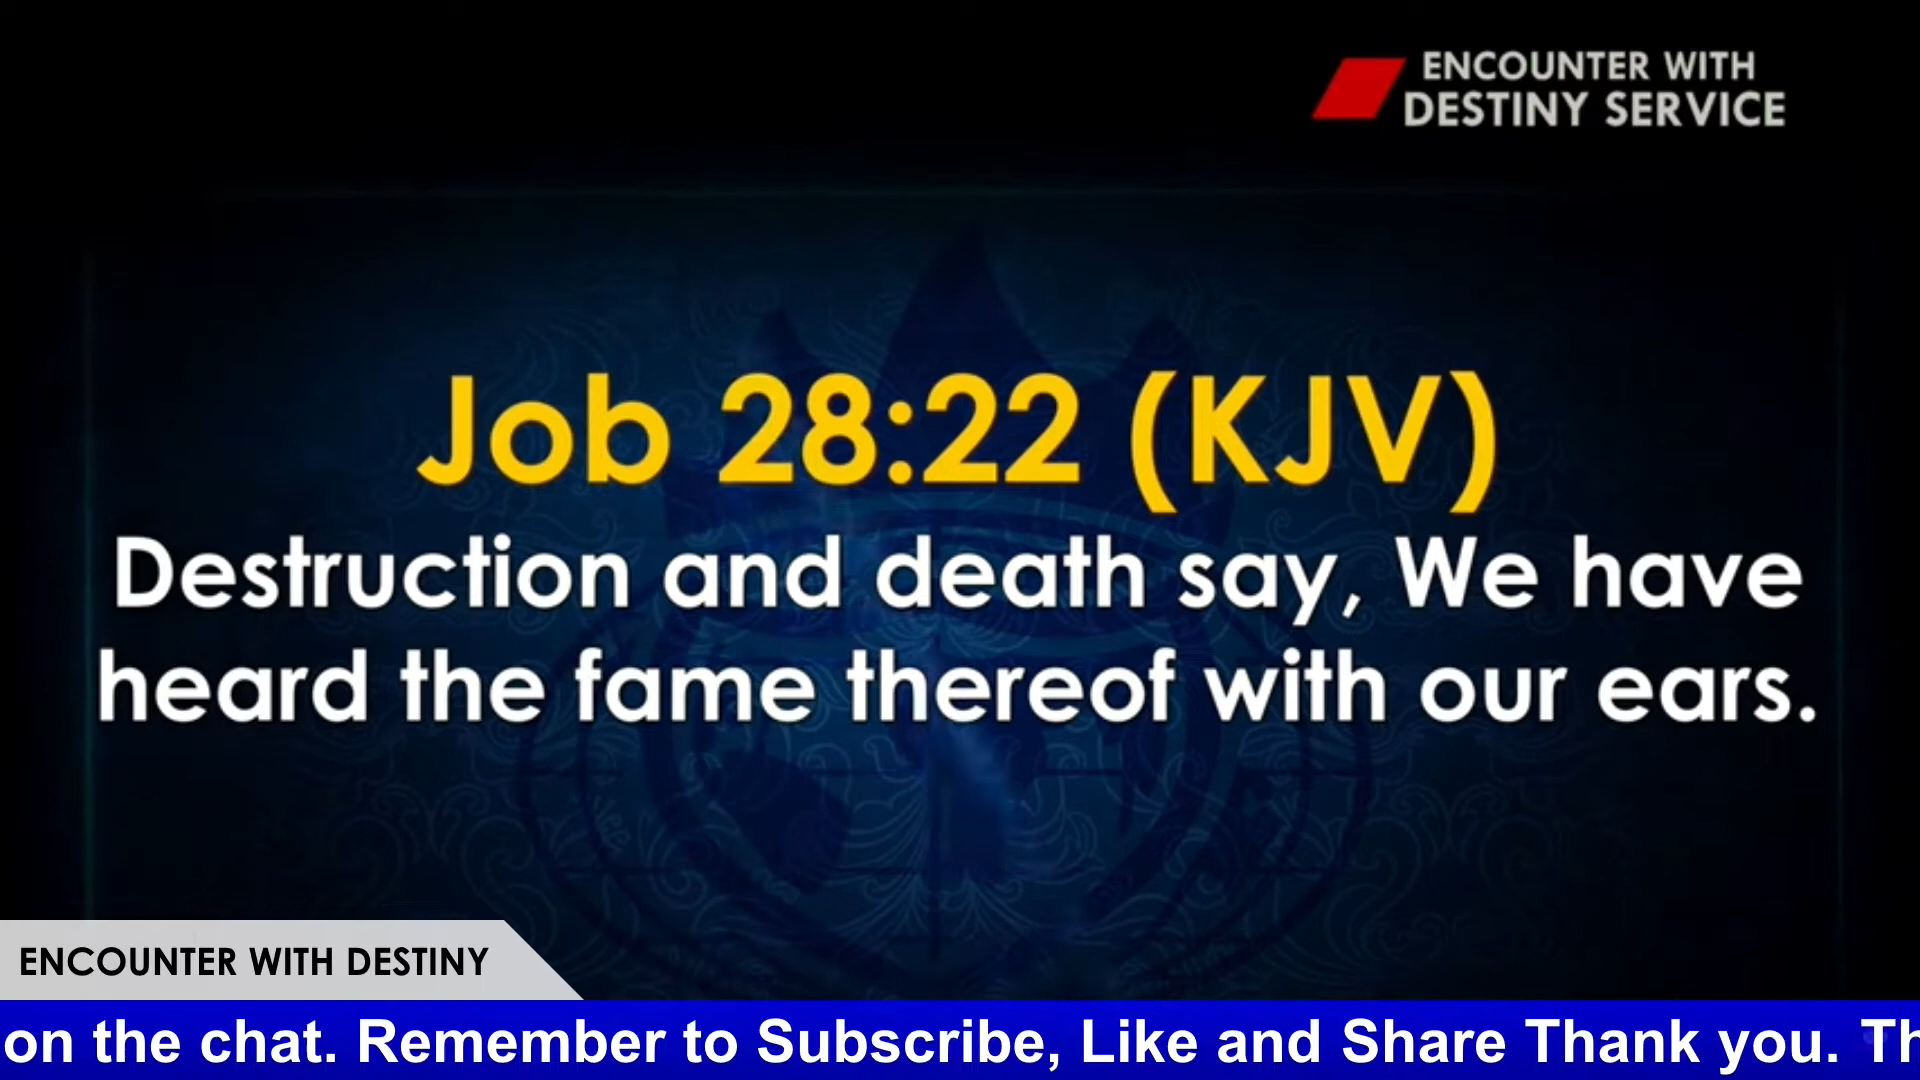 ENCOUNTER WITH
DESTINY SERVICE
Job 28:22 (KJV)
Destruction and death say, We have
heard the fame thereof with our ears.
ENCOUNTER WITH DESTINY
on the chat. Remember to Subscribe, Like and Share Thank you. Th